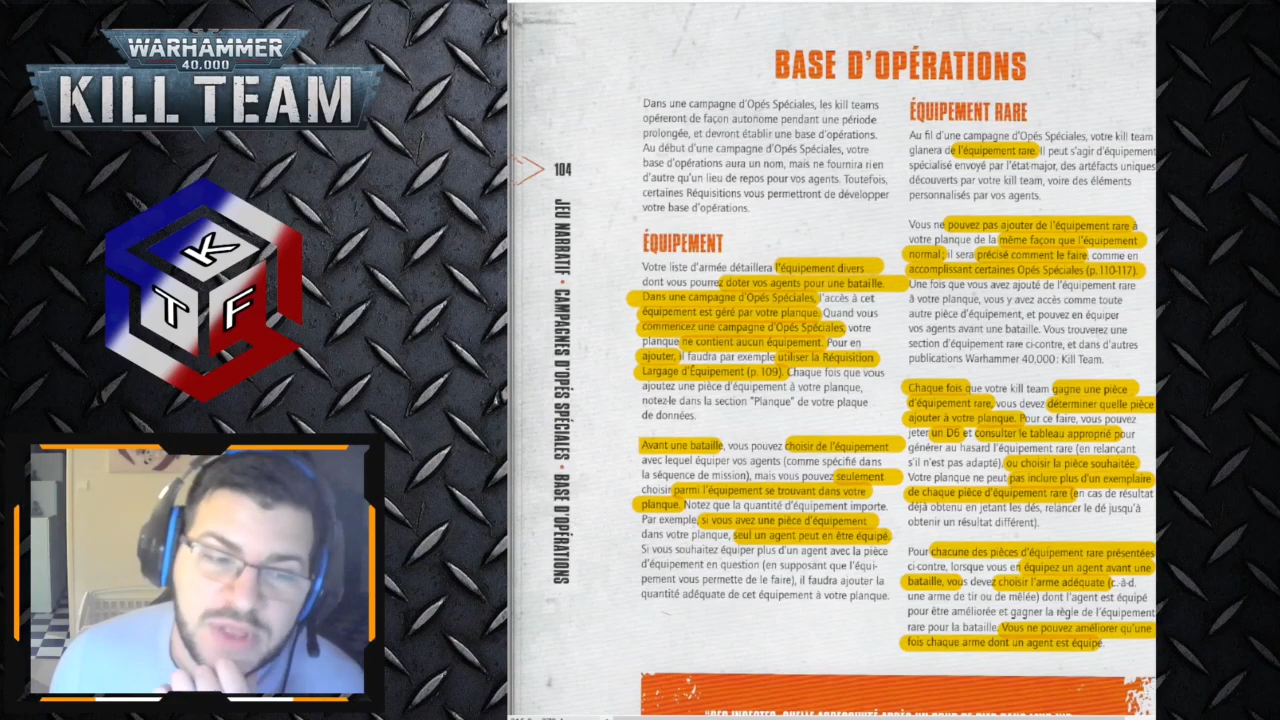 WARHAMMER
40,000
KILL TEAM
K
T F
104
JEU NARRATIF • CAMPAGNES D'OPÉS SPÉCIALES • BASE D'OPÉRATIONS
BASE D'OPÉRATIONS
Dans une campagne d'Opés Spéciales, les kill teams
opéreront de façon autonome pendant une période
prolongée, et devront établir une base d'opérations.
Au début d'une campagne d'Opés Spéciales, votre
base d'opérations aura un nom, mais ne fournira rien
d'autre qu'un lieu de repos pour vos agents. Toutefois,
certaines Réquisitions vous permettront de développer
votre base d'opérations.
ÉQUIPEMENT
Votre liste d'armée détaillera l'équipement divers
dont vous pourrez doter vos agents pour une bataille.
Dans une campagne d'Opés Spéciales, l'accès à cet
équipement est géré par votre planque. Quand vous
commencez une campagne d'Opés Spéciales, votre
planque ne contient aucun équipement. Pour en
ajouter, il faudra par exemple utiliser la Réquisition
Largage d'Équipement (p. 109). Chaque fois que vous
ajoutez une pièce d'équipement à votre planque,
notez-le dans la section "Planque" de votre plaque
de données.
Avant une bataille, vous pouvez choisir de l'équipement
avec lequel équiper vos agents (comme spécifié dans
la séquence de mission), mais vous pouvez seulement
choisir parmi l'équipement se trouvant dans votre
planque. Notez que la quantité d'équipement importe.
Par exemple, si vous avez une pièce d'équipement
dans votre planque, seul un agent peut en être équipé.
Si vous souhaitez équiper plus d'un agent avec la pièce
d'équipement en question (en supposant que l'équi-
pement vous permette de le faire), il faudra ajouter la
quantité adéquate de cet équipement à votre planque.
ÉQUIPEMENT RARE
Au fil d'une campagne d'Opés Spéciales, votre kill team
glanera de l'équipement rare. Il peut s'agir d'équipement
spécialisé envoyé par l'état-major, des artéfacts uniques
découverts par votre kill team, voire des éléments
personnalisés par vos agents.
Vous ne pouvez pas ajouter de l'équipement rare à
votre planque de la même façon que l'équipement
normal; il sera précisé comment le faire, comme en
accomplissant certaines Opés Spéciales (p. 110-117).
Une fois que vous avez ajouté de l'équipement rare
à votre planque, vous y avez accès comme toute
autre pièce d'équipement, et pouvez en équiper
vos agents avant une bataille. Vous trouverez une
section d'équipement rare ci-contre, et dans d'autres
publications Warhammer 40,000: Kill Team.
Chaque fois que votre kill team gagne une pièce
d'équipement rare, vous devez déterminer quelle pièce
ajouter à votre planque. Pour ce faire, vous pouvez
jeter un D6 et consulter le tableau approprié pour
générer au hasard l'équipement rare (en relançant
s'il n'est pas adapté), ou choisir la pièce souhaitée.
Votre planque ne peut pas inclure plus d'un exemplaire
de chaque pièce d'équipement rare (en cas de résultat
déjà obtenu en jetant les dés, relancer le dé jusqu'à
obtenir un résultat différent).
Pour chacune des pièces d'équipement rare présentées
ci-contre, lorsque vous en équipez un agent avant une
bataille, vous devez choisir l'arme adéquate (c.-à-d.
une arme de tir ou de mêlée) dont l'agent est équipé
pour être améliorée et gagner la règle de l'équipement
rare pour la bataille. Vous ne pouvez améliorer qu'une
fois chaque arme dont un agent est équipé.